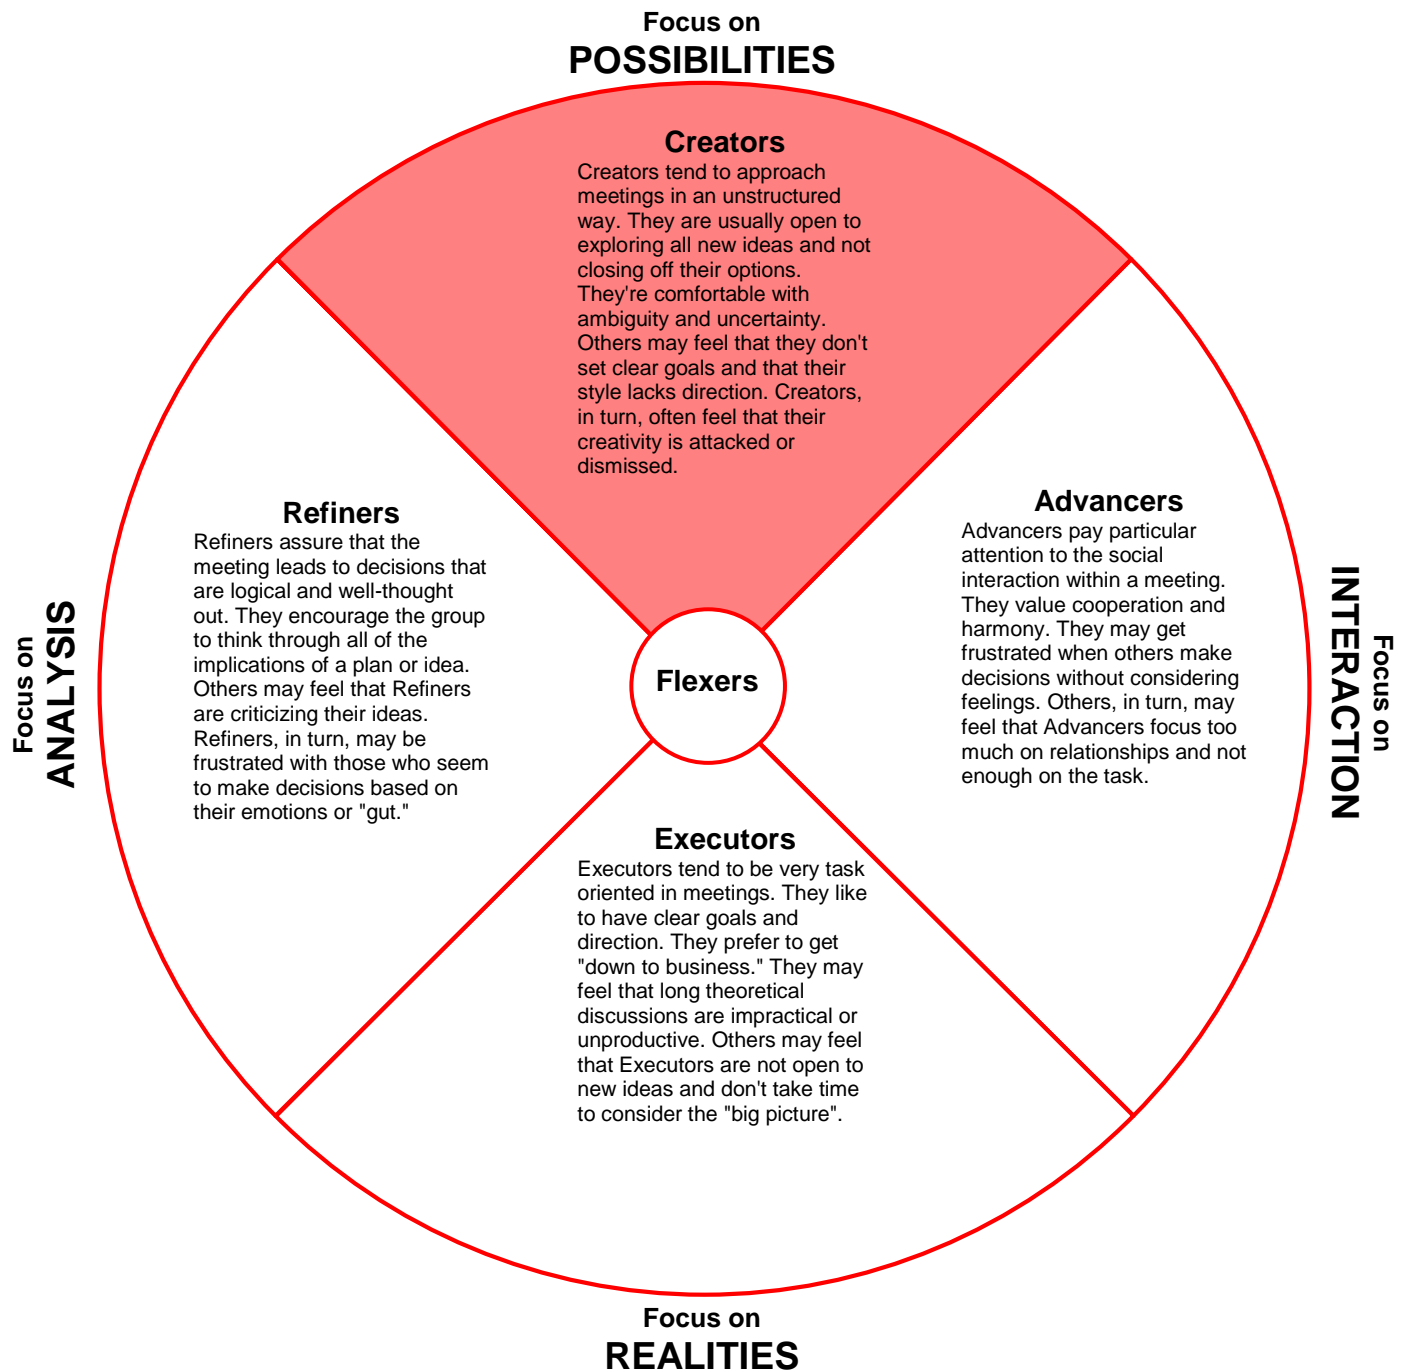 Focus on
POSSIBILITIES
Creators
Creators tend to approach
meetings in an unstructured
way. They are usually open to
exploring all new ideas and not
closing off their options.
They're comfortable with
ambiguity and uncertainty.
Others may feel that they don't
set clear goals and that their
style lacks direction. Creators,
in turn, often feel that their
creativity is attacked or
dismissed.
Focus on
ANALYSIS
Refiners
Refiners assure that the
meeting leads to decisions that
are logical and well-thought
out. They encourage the group
to think through all of the
implications of a plan or idea.
Others may feel that Refiners
are criticizing their ideas.
Refiners, in turn, may be
frustrated with those who seem
to make decisions based on
their emotions or "gut."
Flexers
Advancers
Advancers pay particular
attention to the social
interaction within a meeting.
They value cooperation and
harmony. They may get
frustrated when others make
decisions without considering
feelings. Others, in turn, may
feel that Advancers focus too
much on relationships and not
enough on the task.
Focus on
INTERACTION
Executors
Executors tend to be very task
oriented in meetings. They like
to have clear goals and
direction. They prefer to get
"down to business." They may
feel that long theoretical
discussions are impractical or
unproductive. Others may feel
that Executors are not open to
new ideas and don't take time
to consider the "big picture".
Focus on
REALITIES